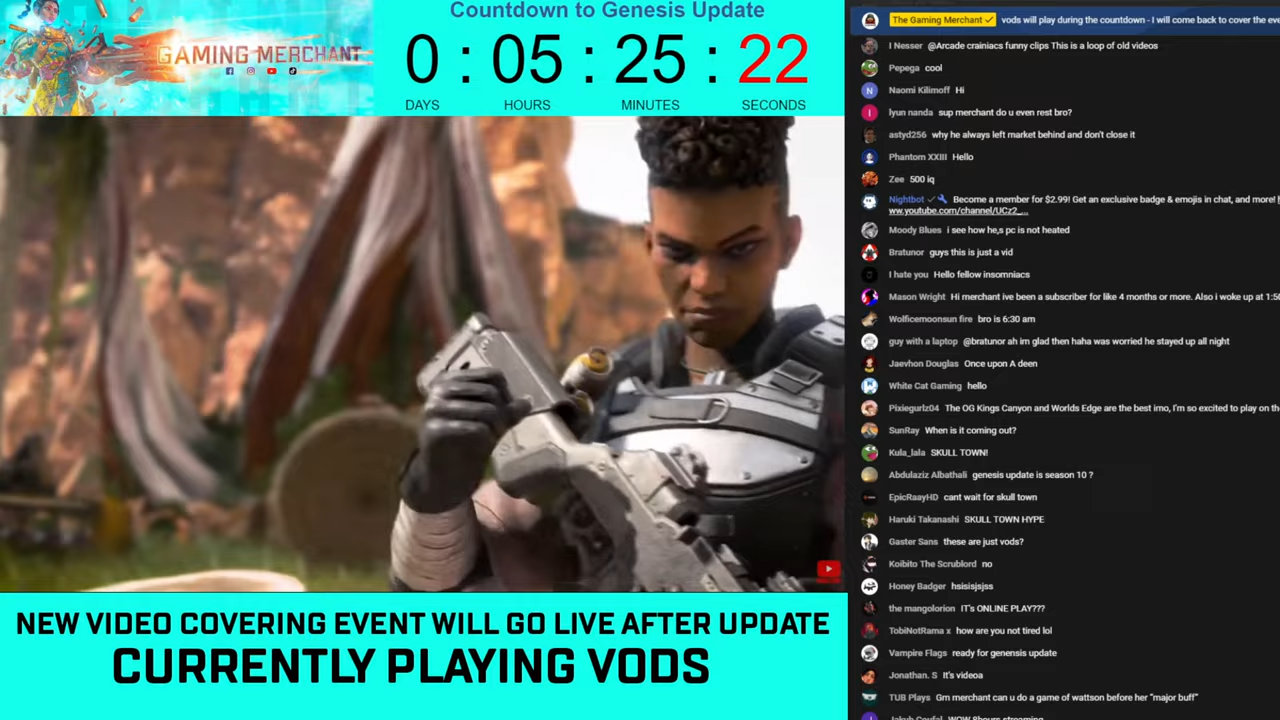 GAMING MERCHANT
Countdown to Genesis Update
0 : 05 : 25 : 22
DAYS HOURS MINUTES SECONDS
NEW VIDEO COVERING EVENT WILL GO LIVE AFTER UPDATE
CURRENTLY PLAYING VODS
The Gaming Merchant vods will play during the countdown - I will come back to cover the eve
I Nesser @Arcade crainiacs funny clips This is a loop of old videos
Pepega cool
Naomi Kilimoff Hi
lyun nanda sup merchant do u even rest bro?
astyd256 why he always left market behind and don't close it
Phantom XXIII Hello
Zee 500 iq
Nightbot Become a member for $2.99! Get an exclusive badge & emojis in chat, and more!
ww.youtube.com/channel/UCz2_...
Moody Blues i see how he,s pc is not heated
Bratunor guys this is just a vid
I hate you Hello fellow insomniacs
Mason Wright Hi merchant ive been a subscriber for like 4 months or more. Also i woke up at 1:50
Wolficemoonsun fire bro is 6:30 am
guy with a laptop @bratunor ah im glad then haha was worried he stayed up all night
Jaevhon Douglas Once upon A deen
White Cat Gaming hello
Pixiegurlz04 The OG Kings Canyon and Worlds Edge are the best imo, I'm so excited to play on the
SunRay When is it coming out?
Kula_lala SKULL TOWN!
Abdulaziz Albathali genesis update is season 10 ?
EpicRaayHD cant wait for skull town
Haruki Takanashi SKULL TOWN HYPE
Gaster Sans these are just vods?
Koibito The Scrublord no
Honey Badger hsisisjsjss
the mangolorion IT's ONLINE PLAY???
TobiNotRama x how are you not tired lol
Vampire Flags ready for genensis update
Jonathan. S It's videoa
TUB Plays Gm merchant can u do a game of wattson before her "major buff"